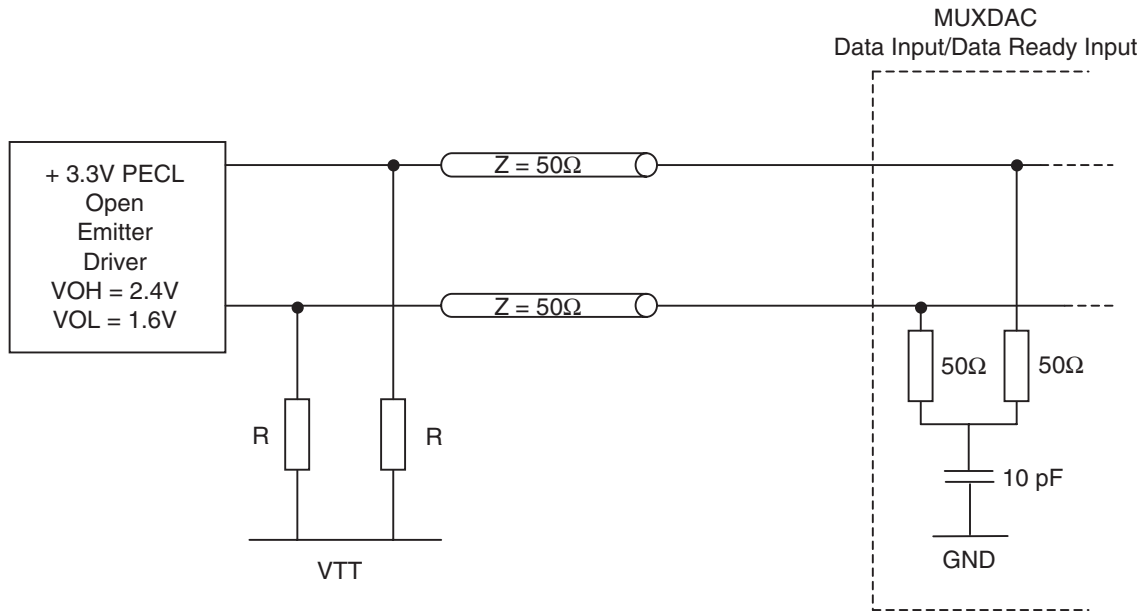 MUXDAC
Data Input/Data Ready Input
+ 3.3V PECL
Open
Emitter
Driver
VOH = 2.4V
VOL = 1.6V
Z = 50Ω
Z = 50Ω
50Ω
50Ω
R
R
10 pF
VTT
GND